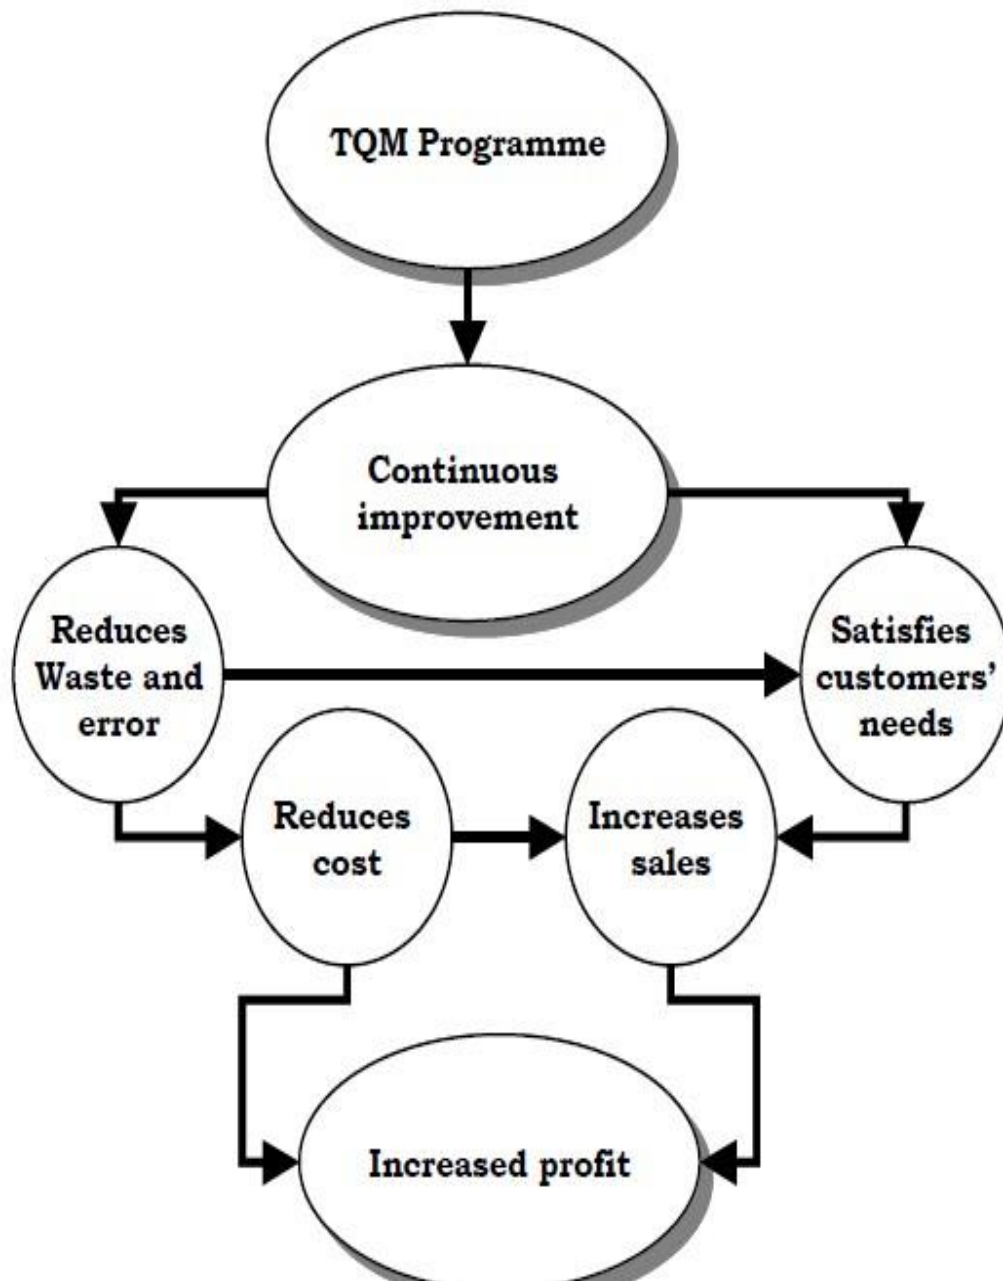 TQM Programme
Continuous
improvement
Reduces
Waste and
error
Satisfies
customers’
needs
Reduces
cost
Increases
sales
Increased profit